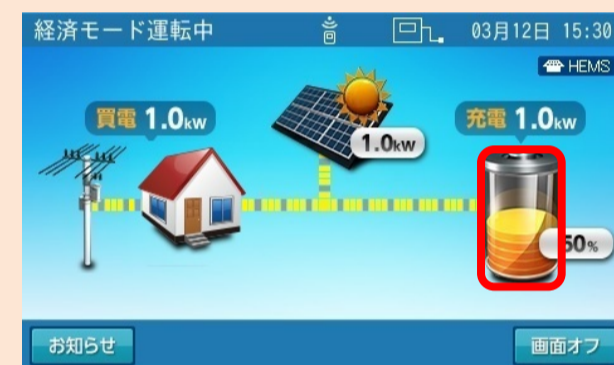 経済モード運転中
03月12日 15:30
HEMS
買電 1.0kw
1.0kw
充電 1.0kw
50%
お知らせ
画面オフ